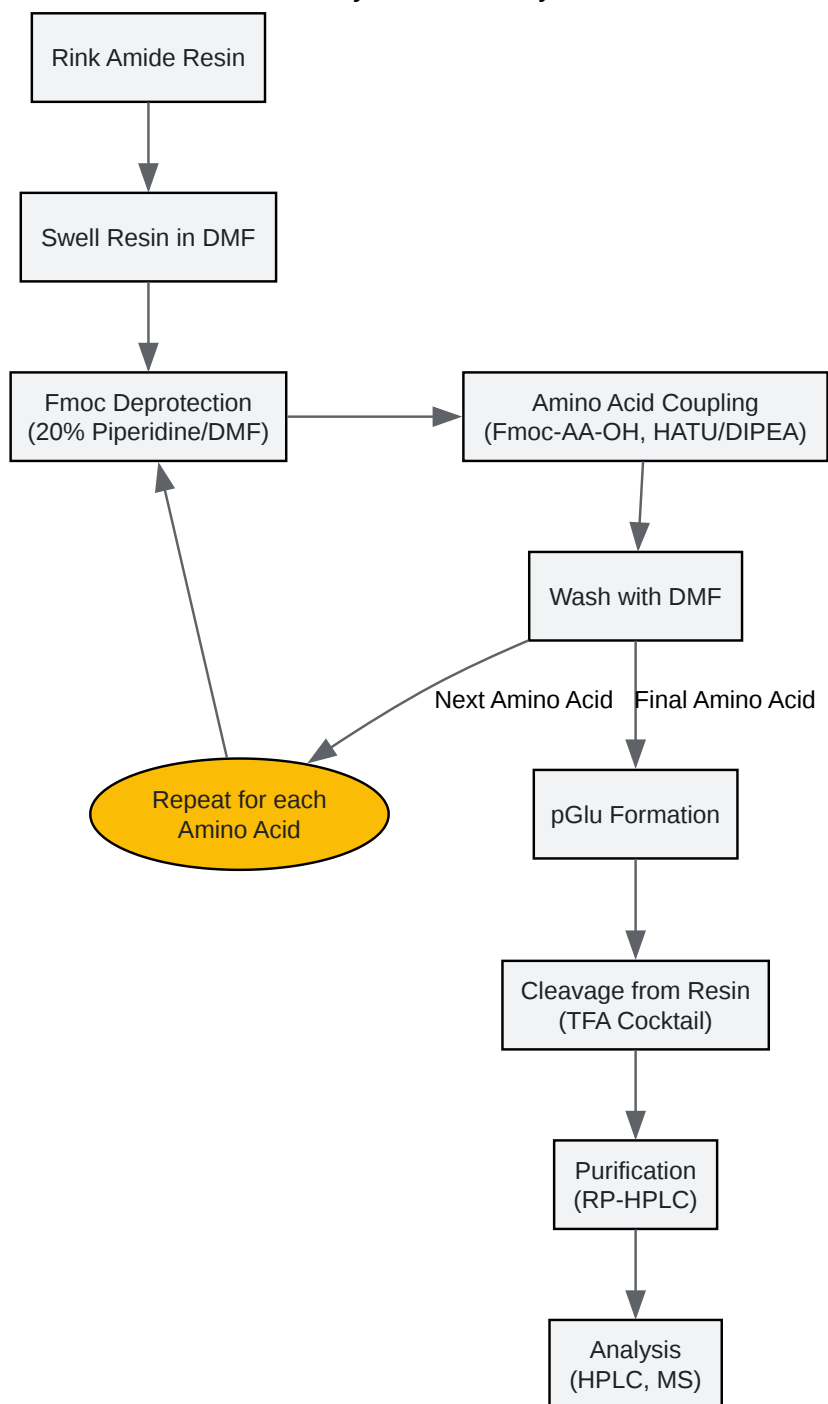 Rink Amide Resin
Swell Resin in DMF
Fmoc Deprotection
(20% Piperidine/DMF)
Amino Acid Coupling
(Fmoc-AA-OH, HATU/DIPEA)
Wash with DMF
Next Amino Acid
Final Amino Acid
Repeat for each
Amino Acid
pGlu Formation
Cleavage from Resin
(TFA Cocktail)
Purification
(RP-HPLC)
Analysis
(HPLC, MS)